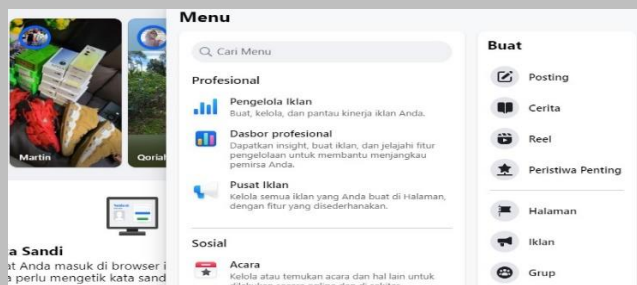 Menu
Cari Menu
Profesional
Pengelola Iklan
Buat, kelola, dan pantau kinerja iklan Anda.
Dasbor profesional
Dapatkan insight, buat iklan, dan jelajahi fitur
pengelolaan untuk membantu menjangkau
pemirsa Anda.
Pusat Iklan
Kelola semua iklan yang Anda buat di Halaman,
dengan fitur yang disederhanakan.
Sosial
Acara
Kelola atau temukan acara dan hal lain untuk
Buat
Posting
Cerita
Reel
Peristiwa Penting
Halaman
Iklan
Grup
Martin
Qoriah
a Sandi
at Anda masuk di browser i
a perlu mengetik kata sand